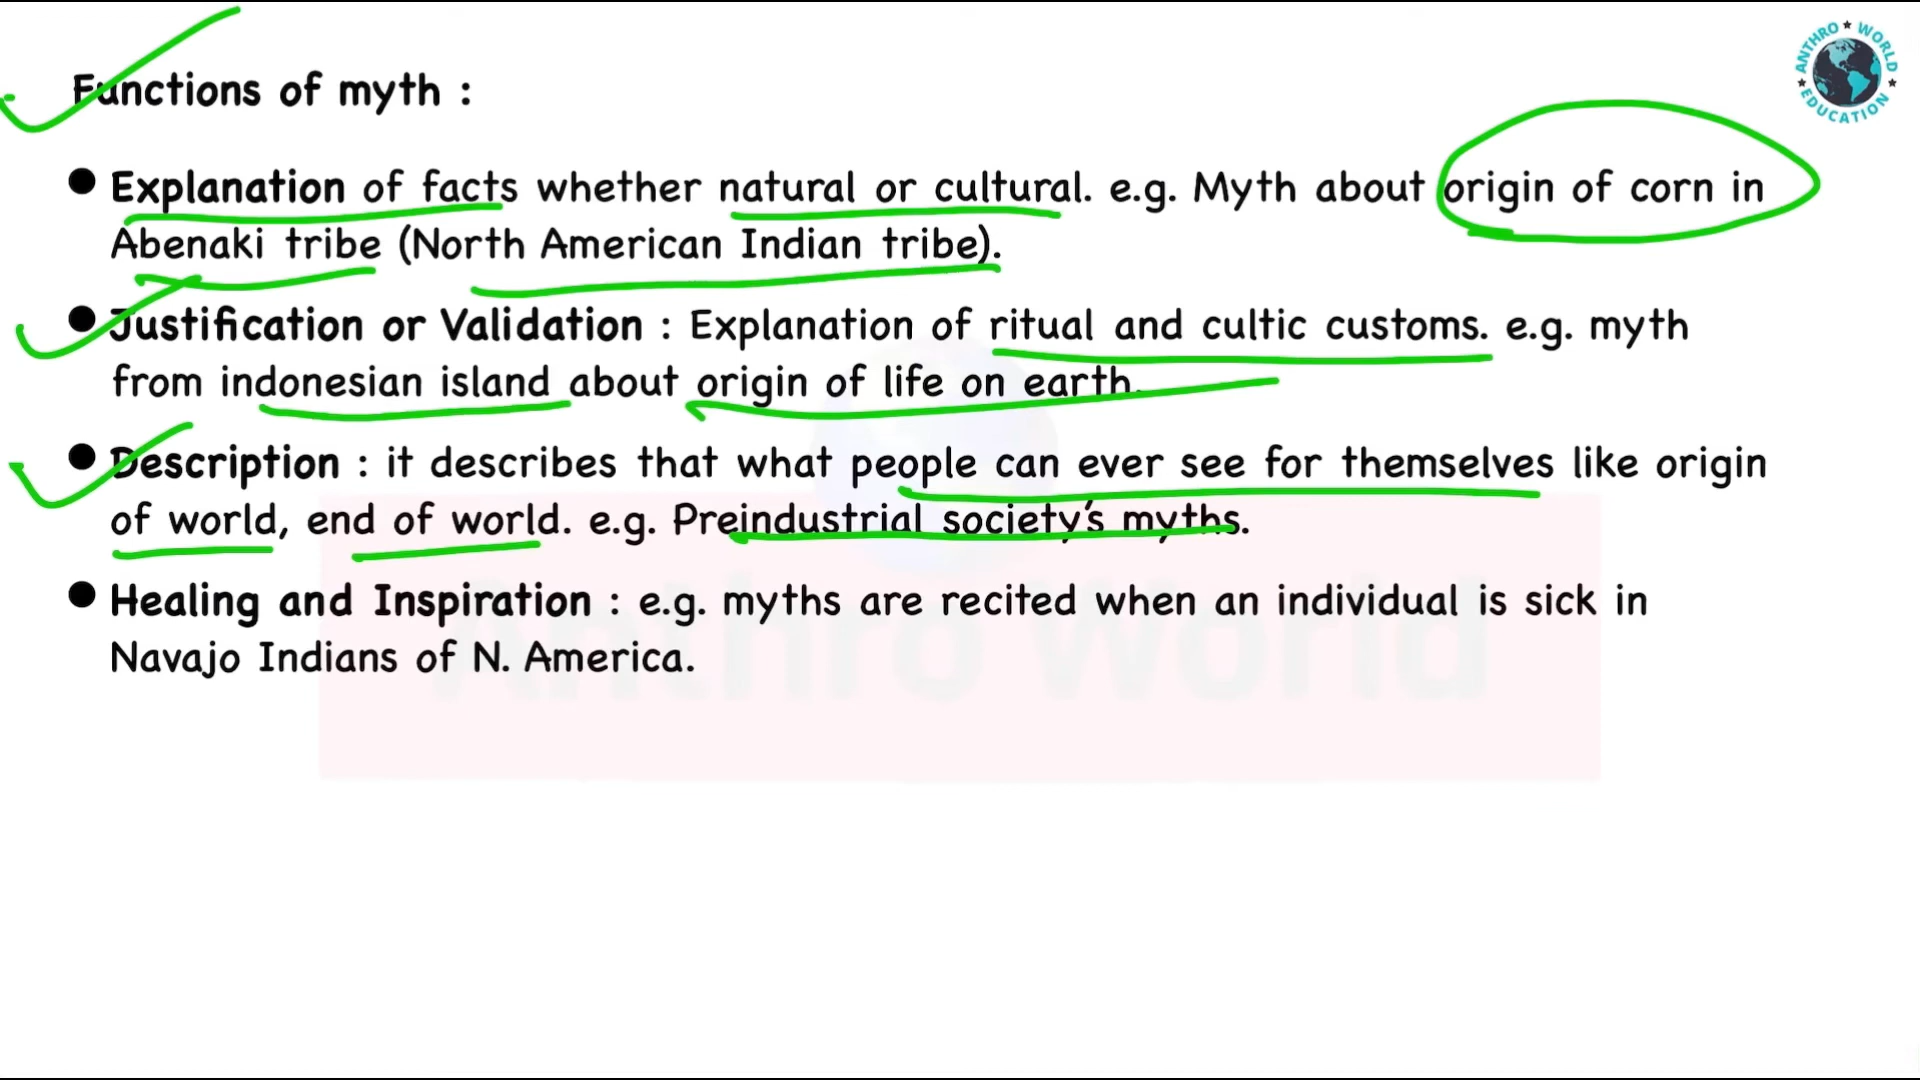 ANTHRO WORLD EDUCATION
Functions of myth :
Explanation of facts whether natural or cultural. e.g. Myth about origin of corn in
Abenaki tribe (North American Indian tribe).
Justification or Validation : Explanation of ritual and cultic customs. e.g. myth
from indonesian island about origin of life on earth.
Description : it describes that what people can ever see for themselves like origin
of world, end of world. e.g. Preindustrial society's myths.
Healing and Inspiration : e.g. myths are recited when an individual is sick in
Navajo Indians of N. America.
Anthro World